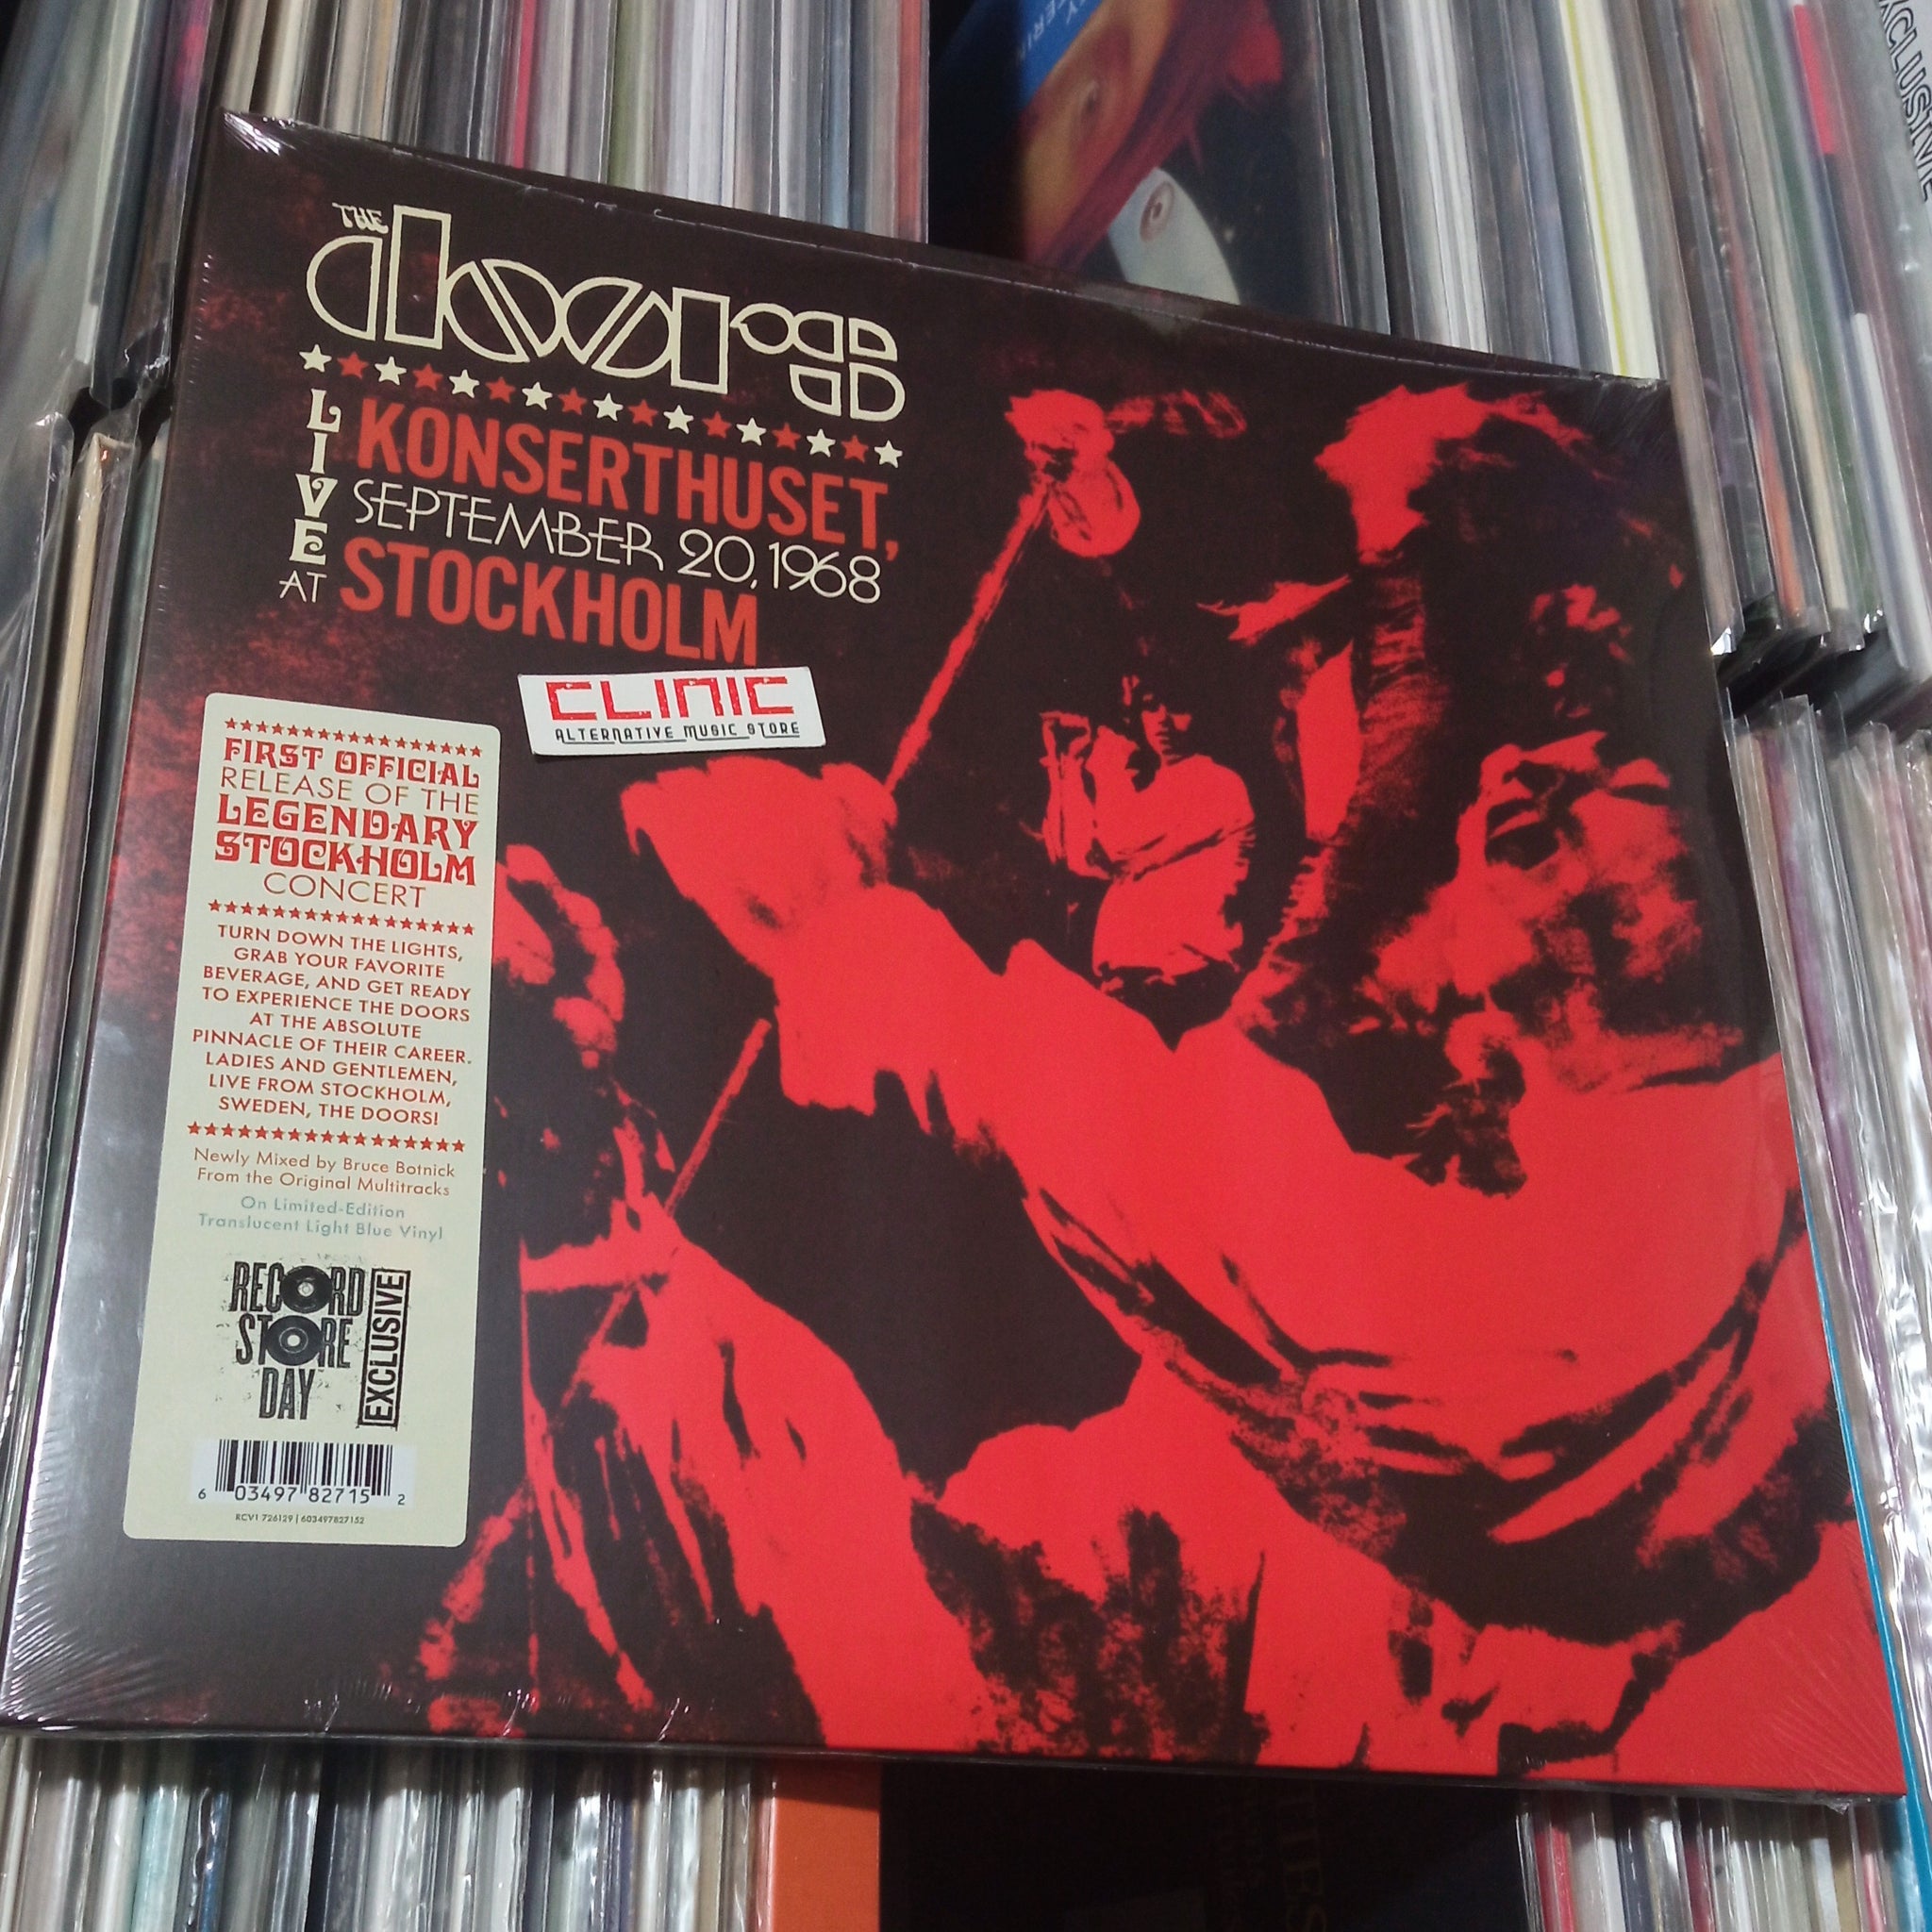 THE
doors
LIVE
AT
KONSERTHUSET,
SEPTEMBER 20, 1968
STOCKHOLM
CLINIC
ALTERNATIVE MUSIC STORE
FIRST OFFICIAL
RELEASE OF THE
LEGENDARY
STOCKHOLM
CONCERT
TURN DOWN THE LIGHTS,
GRAB YOUR FAVORITE
BEVERAGE, AND GET READY
TO EXPERIENCE THE DOORS
AT THE ABSOLUTE
PINNACLE OF THEIR CAREER.
LADIES AND GENTLEMEN,
LIVE FROM STOCKHOLM,
SWEDEN, THE DOORS!
Newly Mixed by Bruce Botnick
From the Original Multitracks
On Limited-Edition
Translucent Light Blue Vinyl
RECORD
STORE
DAY
EXCLUSIVE
6 03497 82715 2
RCV1 726129 | 603497827152